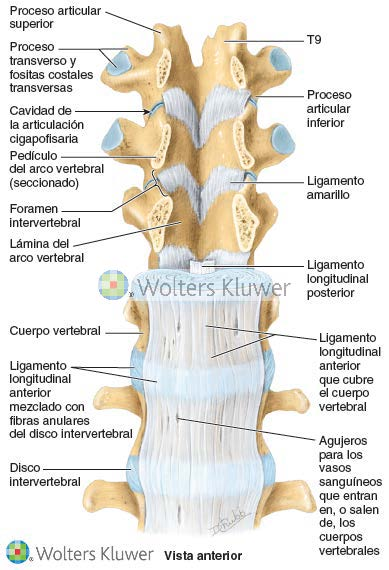 Proceso articular
superior
Proceso
transverso y
fositas costales
transversas
Cavidad de
la articulación
cigapofisaria
Pedículo
del arco vertebral
(seccionado)
Foramen
intervertebral
Lámina del
arco vertebral
T9
Proceso
articular
inferior
Ligamento
amarillo
Ligamento
longitudinal
posterior
® Wolters Kluwer
Cuerpo vertebral
Ligamento
longitudinal
anterior
mezclado con
fibras anulares
del disco intervertebral
Disco
intervertebral
Ligamento
longitudinal
anterior
que cubre
el cuerpo
vertebral
Agujeros
para los
vasos
sanguíneos
que entran
en, o salen
de, los
cuerpos
vertebrales
® Wolters Kluwer
Vista anterior